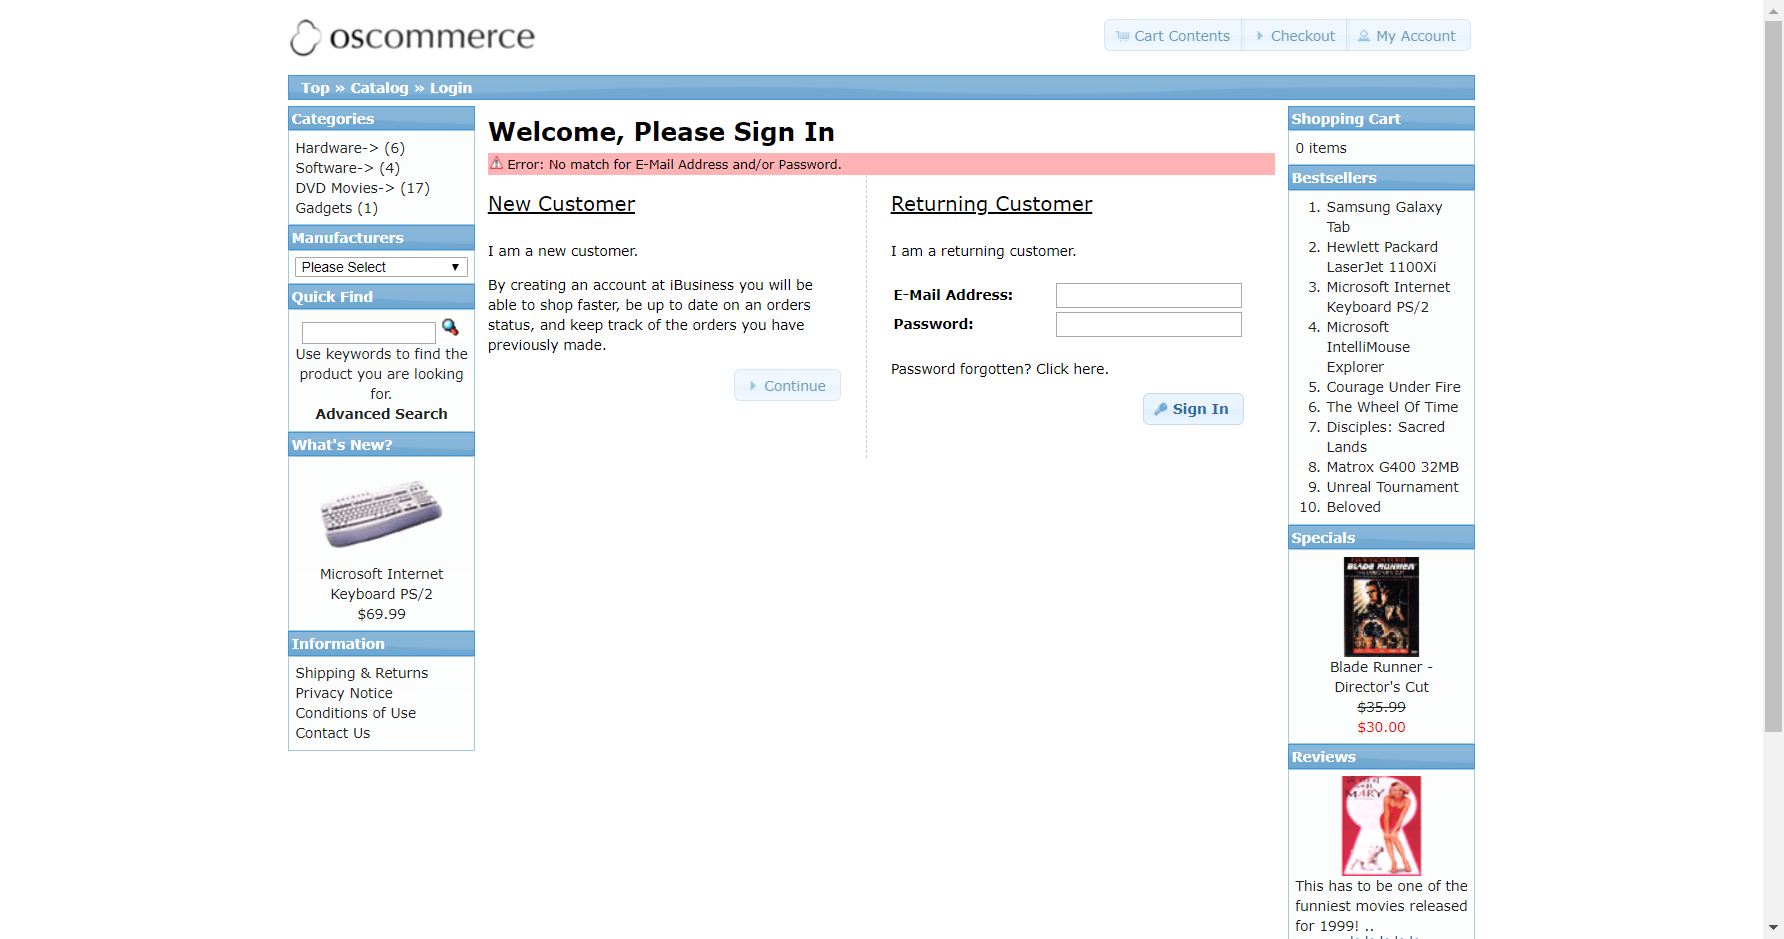 oscommerce
Cart Contents
Checkout
My Account
Top » Catalog » Login
Categories
Hardware-> (6)
Software-> (4)
DVD Movies-> (17)
Gadgets (1)
Manufacturers
Please Select
Quick Find
Use keywords to find the
product you are looking
for.
Advanced Search
What's New?
Microsoft Internet
Keyboard PS/2
$69.99
Information
Shipping & Returns
Privacy Notice
Conditions of Use
Contact Us
Welcome, Please Sign In
Error: No match for E-Mail Address and/or Password.
New Customer
I am a new customer.
By creating an account at iBusiness you will be
able to shop faster, be up to date on an orders
status, and keep track of the orders you have
previously made.
Continue
Returning Customer
I am a returning customer.
E-Mail Address:
Password:
Password forgotten? Click here.
Sign In
Shopping Cart
0 items
Bestsellers
1. Samsung Galaxy
Tab
2. Hewlett Packard
LaserJet 1100Xi
3. Microsoft Internet
Keyboard PS/2
4. Microsoft
IntelliMouse
Explorer
5. Courage Under Fire
6. The Wheel Of Time
7. Disciples: Sacred
Lands
8. Matrox G400 32MB
9. Unreal Tournament
10. Beloved
Specials
BLADE RUNNER
Blade Runner -
Director's Cut
$35.99
$30.00
Reviews
MARY
This has to be one of the
funniest movies released
for 1999! ..